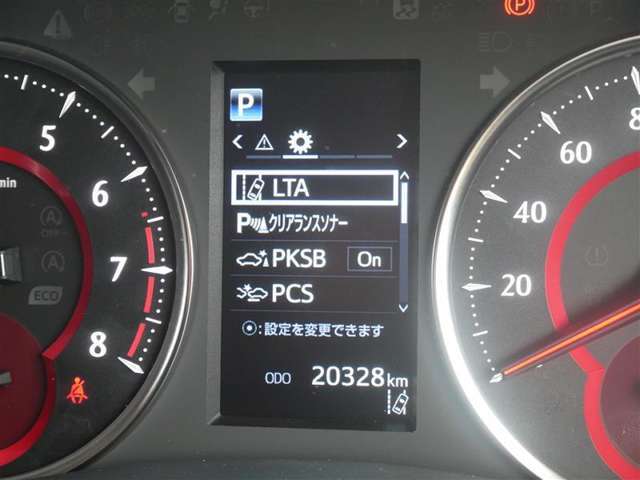 P
LTA
P クリアランスソナー
PKSB On
PCS
:設定を変更できます
ODO 20328 km
5
6
7
8
min
ECO
20
40
60
(P)